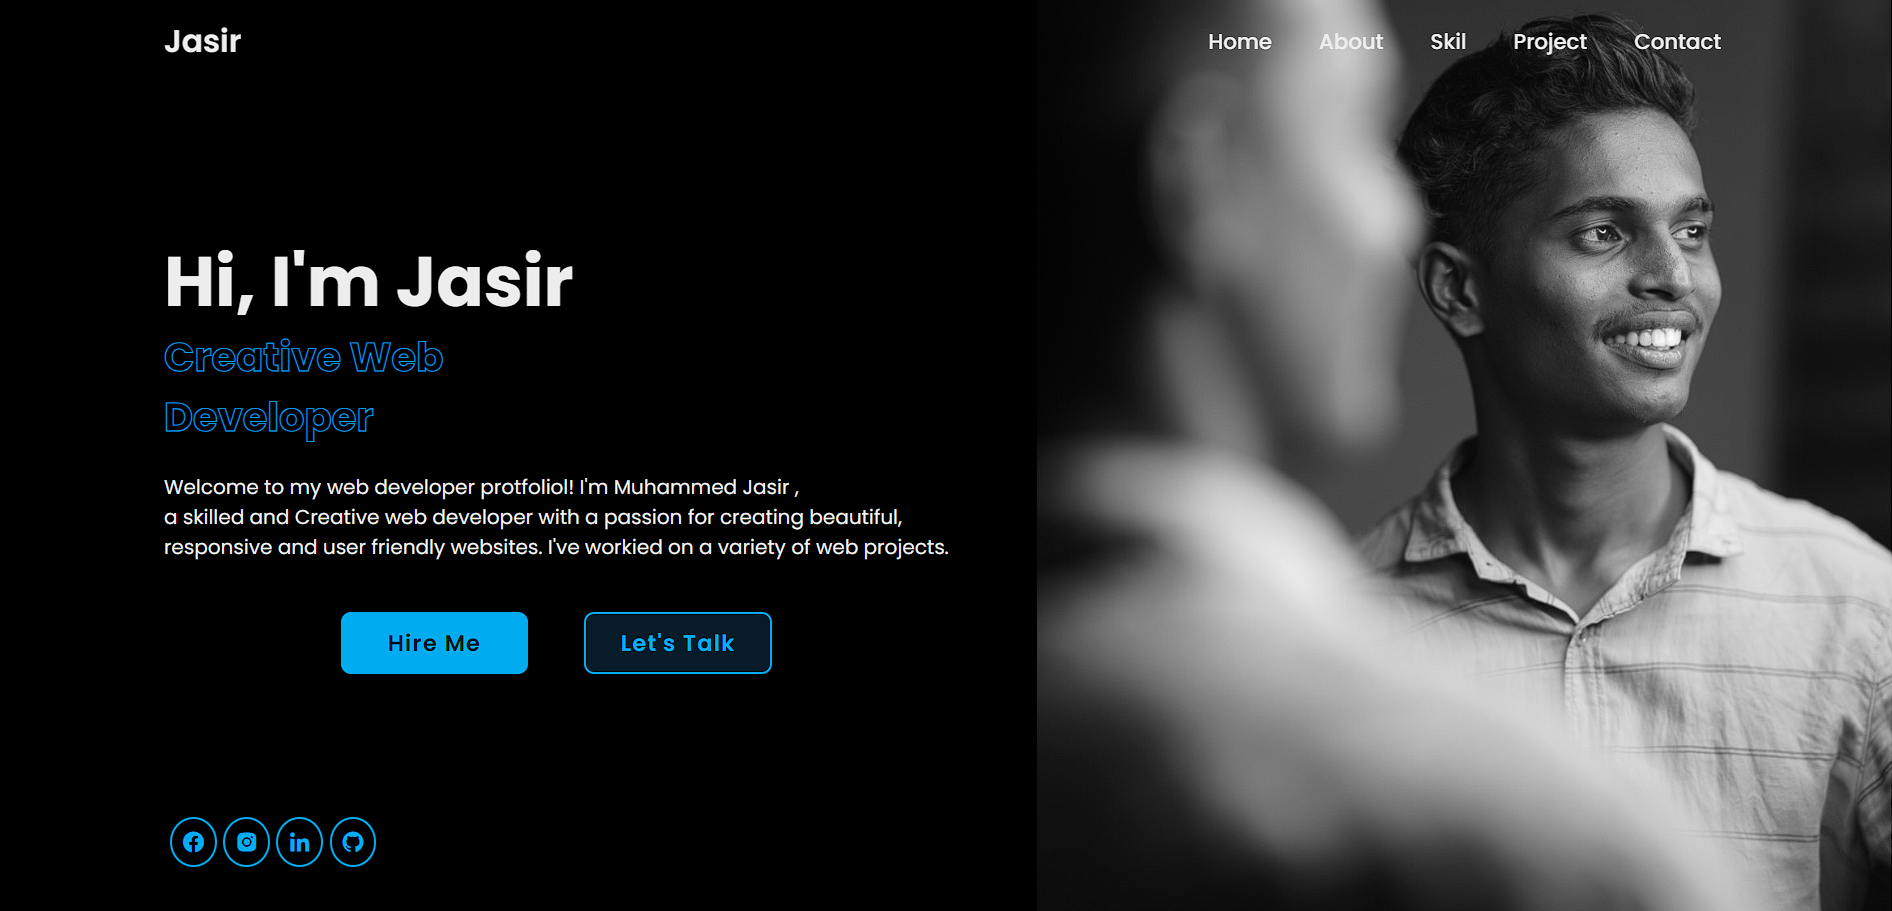 Jasir
Home About Skil Project Contact
Hi, I'm Jasir
Creative Web
Developer
Welcome to my web developer protfoliol! I'm Muhammed Jasir ,
a skilled and Creative web developer with a passion for creating beautiful,
responsive and user friendly websites. I've workied on a variety of web projects.
Hire Me
Let's Talk